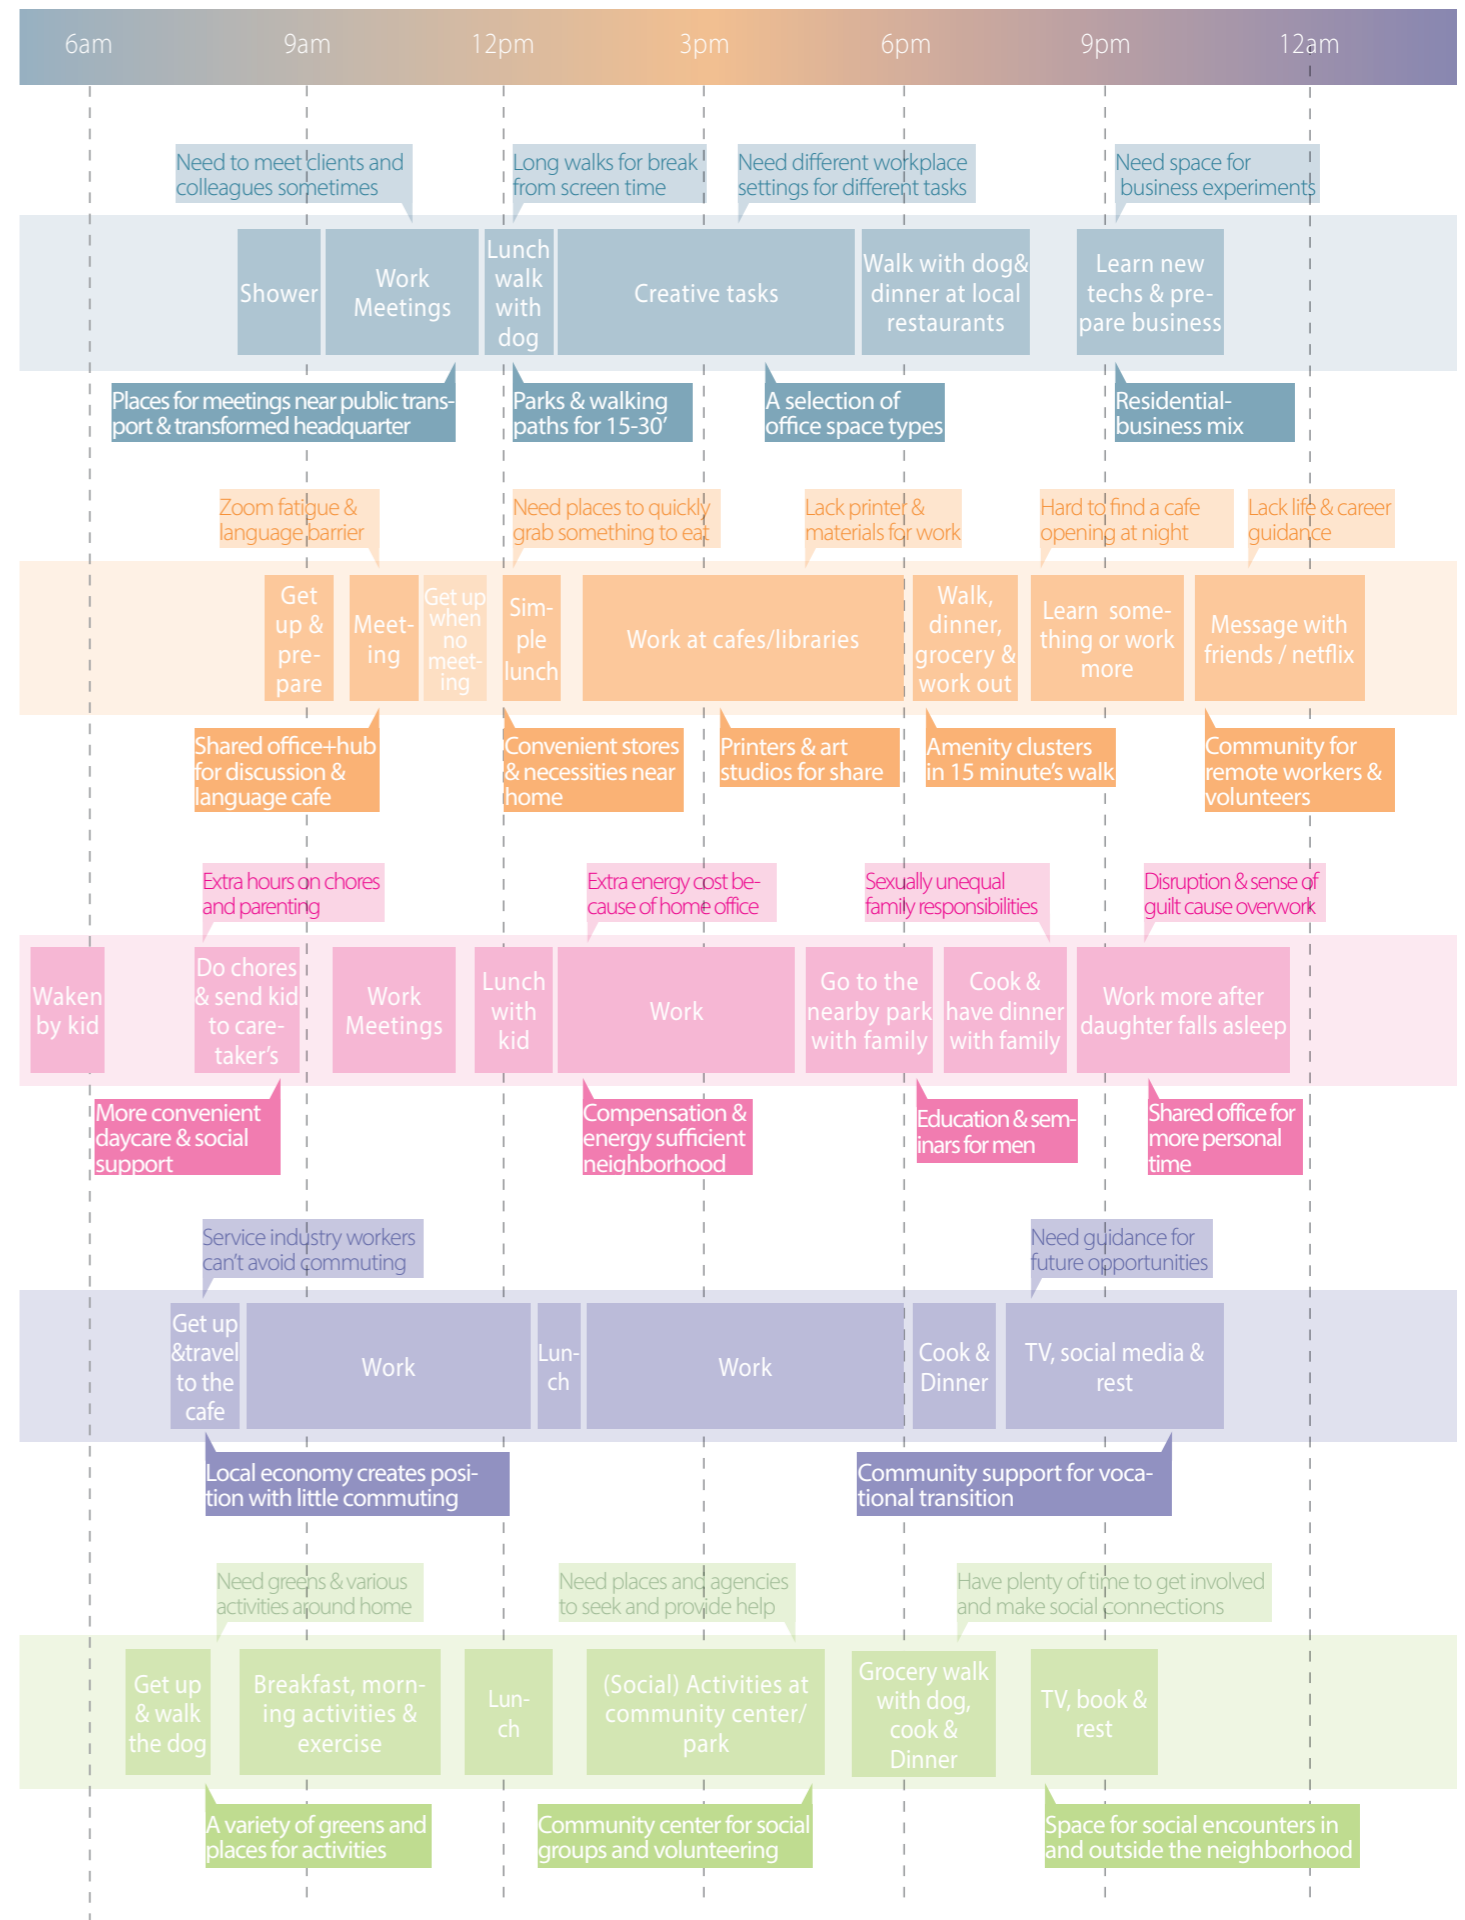 6am 9am 12pm 3pm 6pm 9pm 12am
Need to meet clients and
colleagues sometimes
Long walks for break
from screen time
Need different workplace
settings for different tasks
Need space for
business experiments
Shower
Work
Meetings
Lunch
walk
with
dog
Creative tasks
Walk with dog&
dinner at local
restaurants
Learn new
techs & pre-
pare business
Places for meetings near public trans-
port & transformed headquarter
Parks & walking
paths for 15-30'
A selection of
office space types
Residential-
business mix
Zoom fatigue &
language barrier
Need places to quickly
grab something to eat
Lack printer &
materials for work
Hard to find a cafe
opening at night
Lack life & career
guidance
Get
up &
pre-
pare
Meet-
ing
Get up
when
no
meet-
ing
Sim-
ple
lunch
Work at cafes/libraries
Walk,
dinner,
grocery &
work out
Learn some-
thing or work
more
Message with
friends / netflix
Shared office+hub
for discussion &
language cafe
Convenient stores
& necessities near
home
Printers & art
studios for share
Amenity clusters
in 15 minute's walk
Community for
remote workers &
volunteers
Extra hours on chores
and parenting
Extra energy cost be-
cause of home office
Sexually unequal
family responsibilities
Disruption & sense of
guilt cause overwork
Waken
by kid
Do chores
& send kid
to care-
taker's
Work
Meetings
Lunch
with
kid
Work
Go to the
nearby park
with family
Cook &
have dinner
with family
Work more after
daughter falls asleep
More convenient
daycare & social
support
Compensation &
energy sufficient
neighborhood
Education & sem-
inars for men
Shared office for
more personal
time
Service industry workers
can't avoid commuting
Need guidance for
future opportunities
Get up
&travel
to the
cafe
Work
Lun-
ch
Work
Cook &
Dinner
TV, social media &
rest
Local economy creates posi-
tion with little commuting
Community support for voca-
tional transition
Need greens & various
activities around home
Need places and agencies
to seek and provide help
Have plenty of time to get involved
and make social connections
Get up
& walk
the dog
Breakfast, morn-
ing activities &
exercise
Lun-
ch
(Social) Activities at
community center/
park
Grocery walk
with dog,
cook &
Dinner
TV, book &
rest
A variety of greens and
places for activities
Community center for social
groups and volunteering
Space for social encounters in
and outside the neighborhood